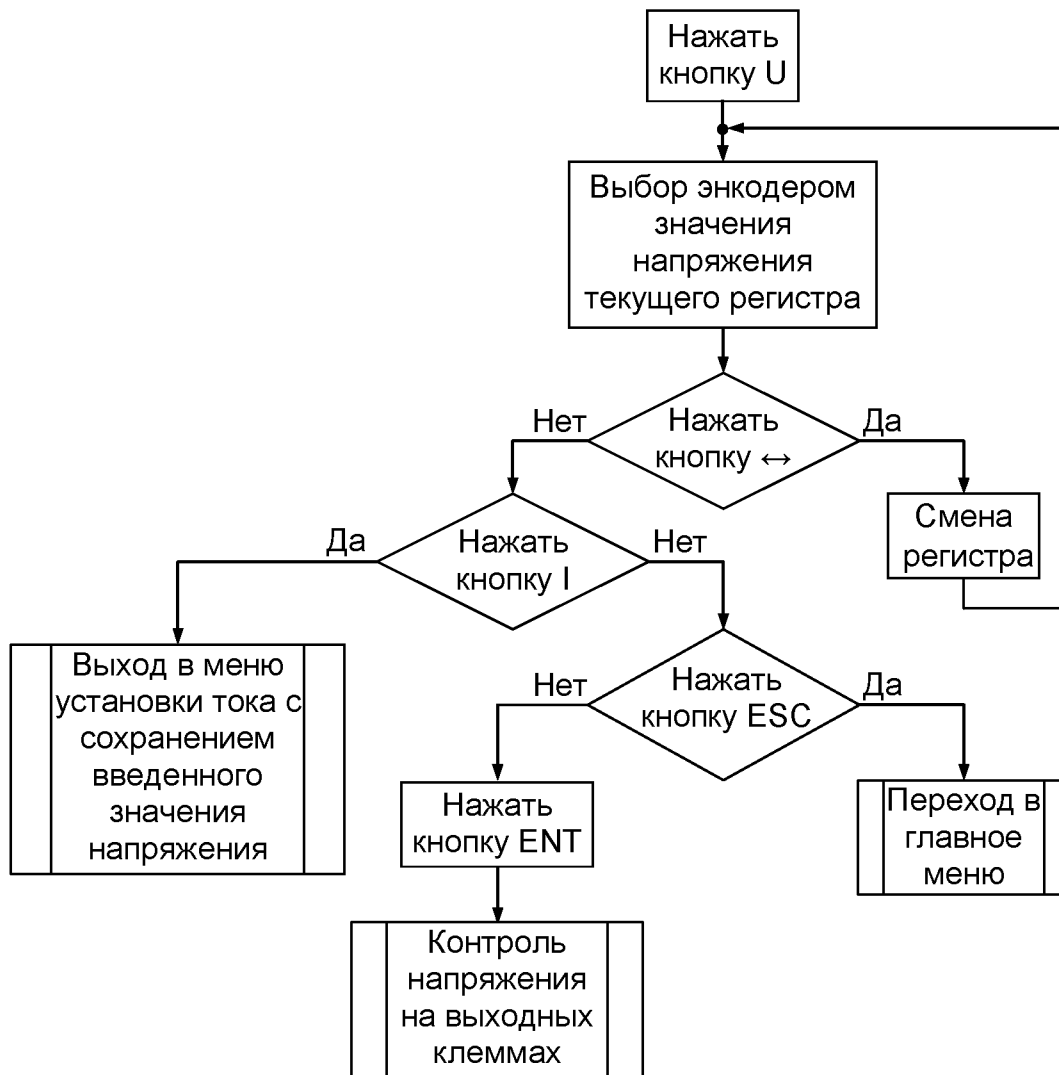 Нажать
кнопку U
Выбор энкодером
значения
напряжения
текущего регистра
Нет
Нажать
кнопку ↔
Да
Смена
регистра
Да
Нажать
кнопку I
Нет
Выход в меню
установки тока с
сохранением
введенного
значения
напряжения
Нет
Нажать
кнопку ESC
Да
Нажать
кнопку ENT
Переход в
главное
меню
Контроль
напряжения
на выходных
клеммах